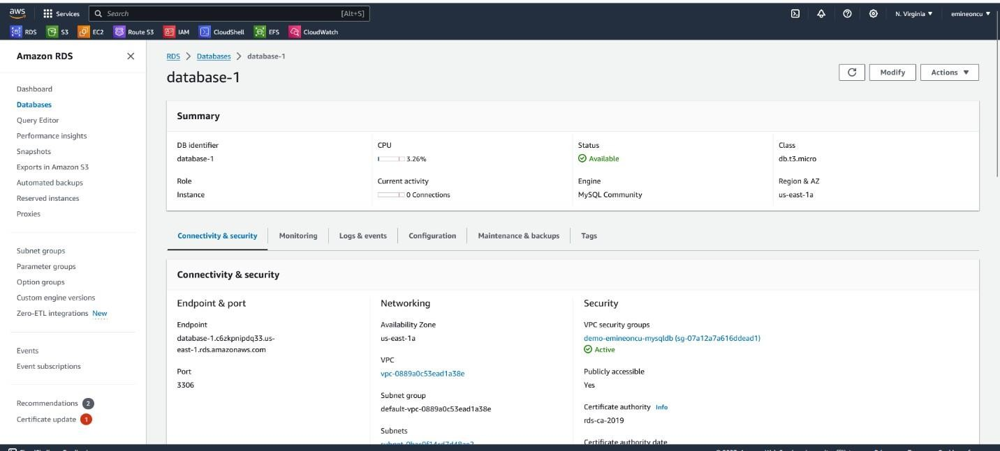 aws
Services
Search
[Alt+S]
N. Virginia
emineoncu
RDS
S3
EC2
Route 53
IAM
CloudShell
EFS
CloudWatch
Amazon RDS
Dashboard
Databases
Query Editor
Performance insights
Snapshots
Exports in Amazon S3
Automated backups
Reserved instances
Proxies
Subnet groups
Parameter groups
Option groups
Custom engine versions
Zero-ETL integrations New
Events
Event subscriptions
Recommendations 2
Certificate update 1
RDS > Databases > database-1
database-1
Modify
Actions
Summary
DB identifier
database-1
CPU
3.26%
Status
Available
Class
db.t3.micro
Role
Instance
Current activity
0 Connections
Engine
MySQL Community
Region & AZ
us-east-1a
Connectivity & security
Monitoring
Logs & events
Configuration
Maintenance & backups
Tags
Connectivity & security
Endpoint & port
Endpoint
database-1.c6zkpnipdq33.us-
east-1.rds.amazonaws.com
Port
3306
Networking
Availability Zone
us-east-1a
VPC
vpc-0889a0c53ead1a38e
Subnet group
default-vpc-0889a0c53ead1a38e
Subnets
Security
VPC security groups
demo-emineoncu-mysqldb (sg-07a12a7a616ddead1)
Active
Publicly accessible
Yes
Certificate authority Info
rds-ca-2019
Certificate authority date